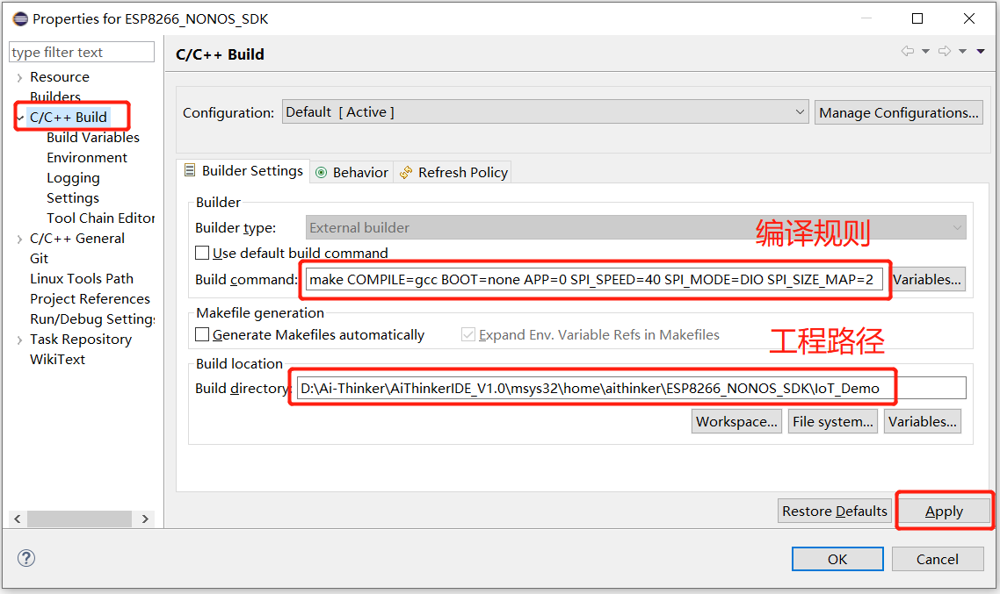 Properties for ESP8266_NONOS_SDK
type filter text
Resource
Builders
C/C++ Build
Build Variables
Environment
Logging
Settings
Tool Chain Editor
C/C++ General
Git
Linux Tools Path
Project References
Run/Debug Settings
Task Repository
WikiText
C/C++ Build
Configuration: Default [ Active ] Manage Configurations...
Builder Settings Behavior Refresh Policy
Builder
Builder type: External builder
编译规则
Use default build command
Build command: make COMPILE=gcc BOOT=none APP=0 SPI_SPEED=40 SPI_MODE=DIO SPI_SIZE_MAP=2 Variables...
Makefile generation
Generate Makefiles automatically Expand Env. Variable Refs in Makefiles
工程路径
Build location
Build directory: D:\Ai-Thinker\AiThinkerIDE_V1.0\msys32\home\aithinker\ESP8266_NONOS_SDK\IoT_Demo
Workspace... File system... Variables...
Restore Defaults Apply
? OK Cancel